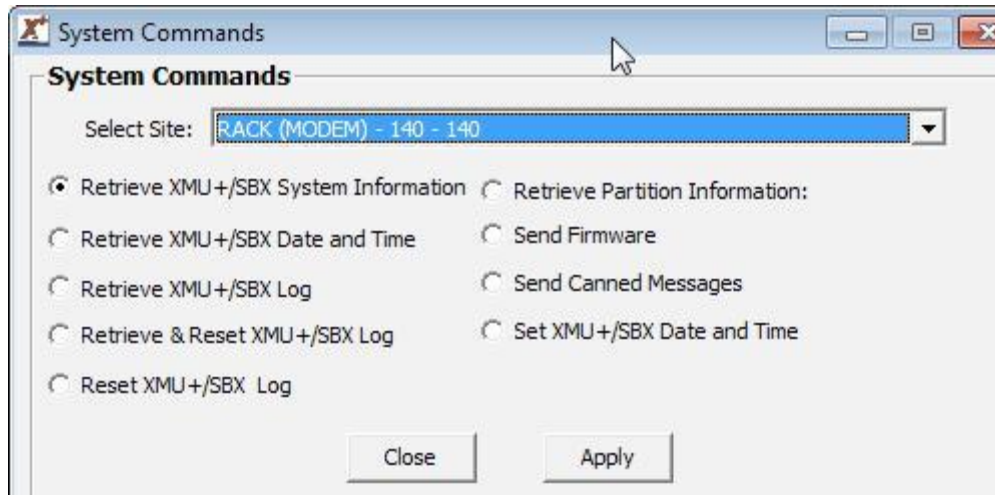 System Commands
System Commands
Select Site: RACK (MODEM) - 140 - 140
Retrieve XMU+/SBX System Information
Retrieve Partition Information:
Retrieve XMU+/SBX Date and Time
Send Firmware
Retrieve XMU+/SBX Log
Send Canned Messages
Retrieve & Reset XMU+/SBX Log
Set XMU+/SBX Date and Time
Reset XMU+/SBX Log
Close
Apply